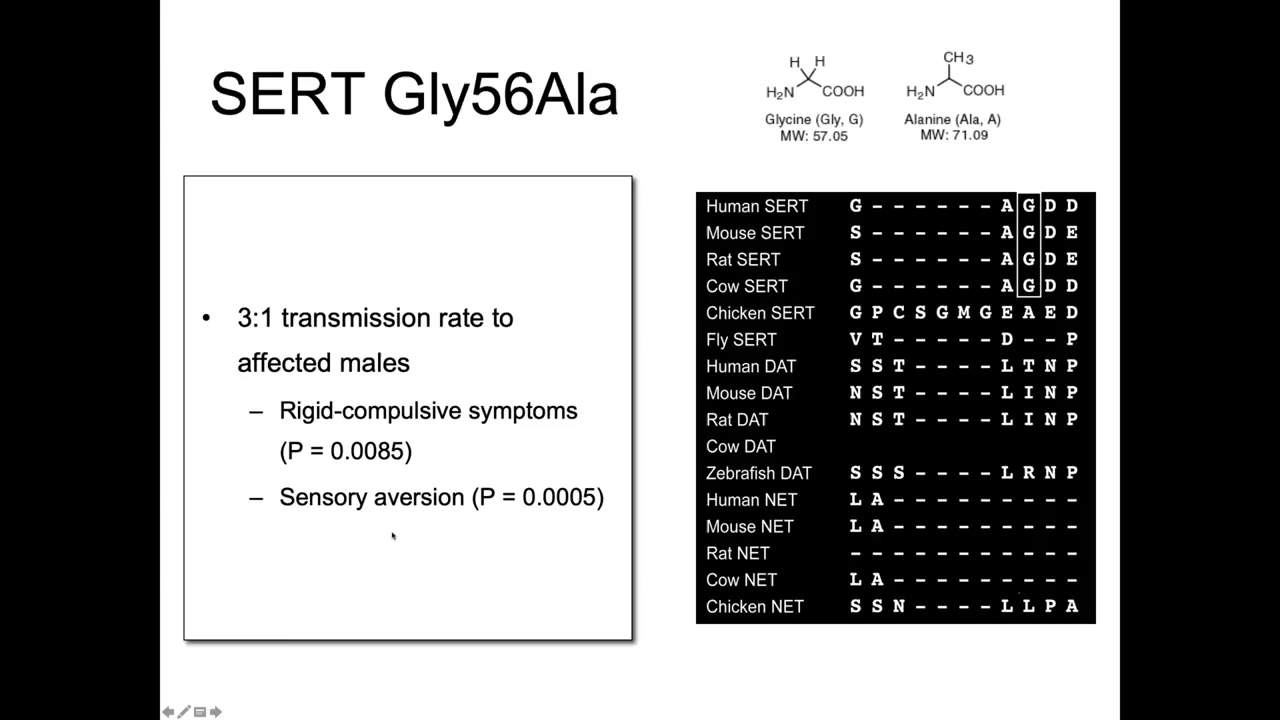 SERT Gly56Ala
H H
H2N COOH
Glycine (Gly, G)
MW: 57.05
CH3
H2N COOH
Alanine (Ala, A)
MW: 71.09
• 3:1 transmission rate to
affected males
– Rigid-compulsive symptoms
(P = 0.0085)
– Sensory aversion (P = 0.0005)
Human SERT G - - - - - - A G D D
Mouse SERT S - - - - - - A G D E
Rat SERT S - - - - - - A G D E
Cow SERT G - - - - - - A G D D
Chicken SERT G P C S G M G E A E D
Fly SERT V T - - - - - D - - P
Human DAT S S T - - - - L T N P
Mouse DAT N S T - - - - L I N P
Rat DAT N S T - - - - L I N P
Cow DAT
Zebrafish DAT S S S - - - - L R N P
Human NET L A - - - - - - - - -
Mouse NET L A - - - - - - - - -
Rat NET - - - - - - - - - - -
Cow NET L A - - - - - - - - -
Chicken NET S S N - - - - L L P A